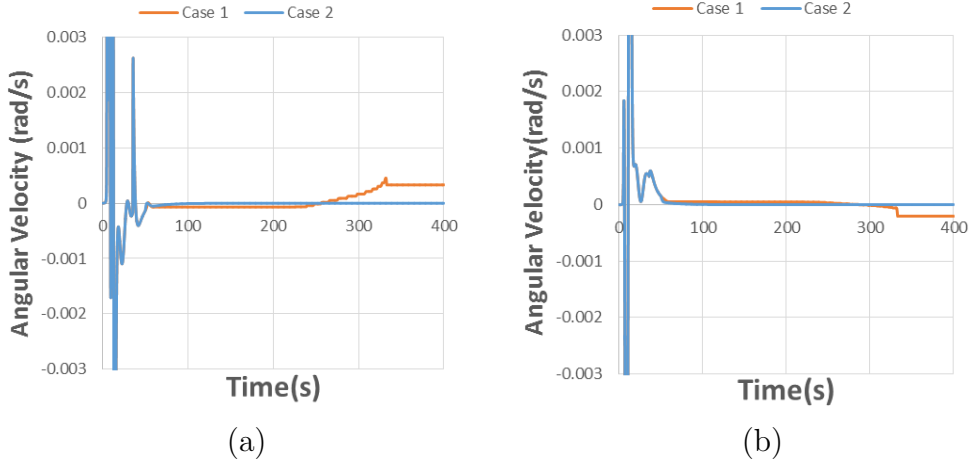 Case 1 Case 2
Angular Velocity (rad/s)
0.003
0.002
0.001
0
-0.001
-0.002
-0.003
0 100 200 300 400
Time(s)
(a)
Case 1 Case 2
Angular Velocity(rad/s)
0.003
0.002
0.001
0
-0.001
-0.002
-0.003
0 100 200 300 400
Time(s)
(b)